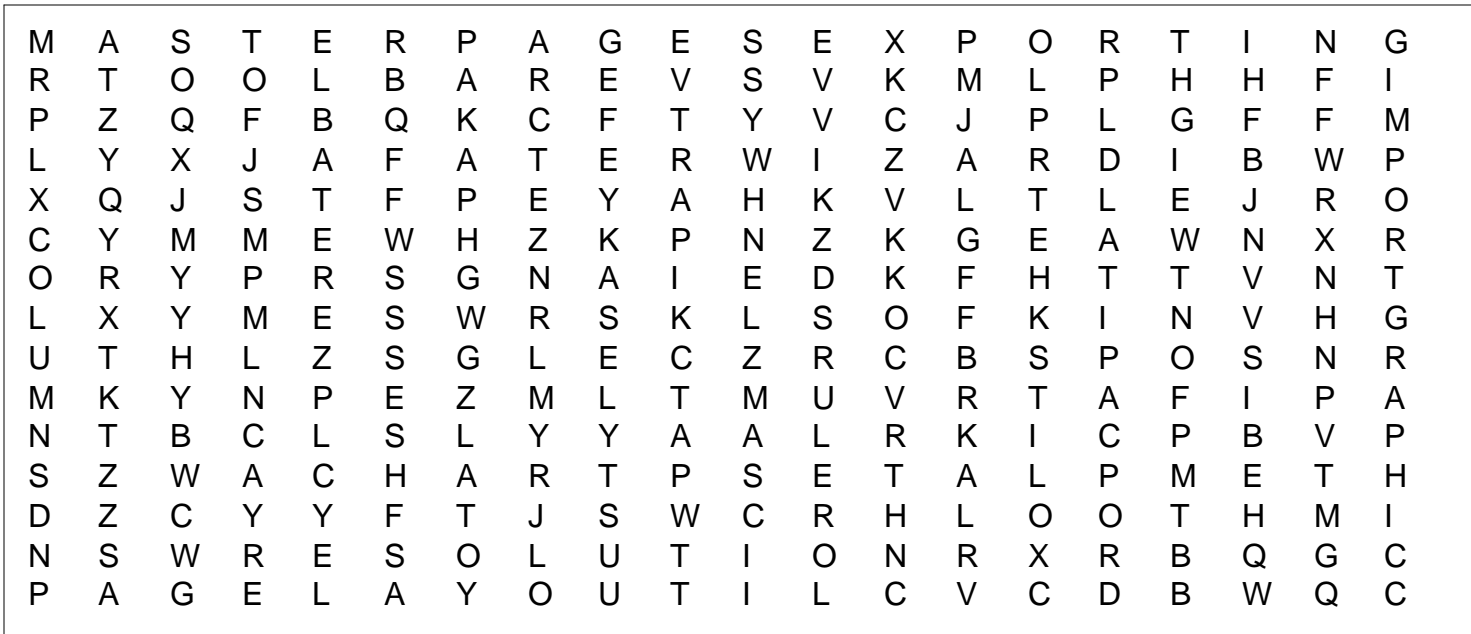 M A S T E R P A G E S E X P O R T I N G
R T O O L B A R E V S V K M L P H H F I
P Z Q F B Q K C F T Y V C J P L G F F M
L Y X J A F A T E R W I Z A R D I B W P
X Q J S T F P E Y A H K V L T L E J R O
C Y M M E W H Z K P N Z K G E A W N X R
O R Y P R S G N A I E D K F H T T V N T
L X Y M E S W R S K L S O F K I N V H G
U T H L Z S G L E C Z R C B S P O S N R
M K Y N P E Z M L T M U V R T A F I P A
N T B C L S L Y Y A A L R K I C P B V P
S Z W A C H A R T P S E T A L P M E T H
D Z C Y Y F T J S W C R H L O O T H M I
N S W R E S O L U T I O N R X R B Q G C
P A G E L A Y O U T I L C V C D B W Q C